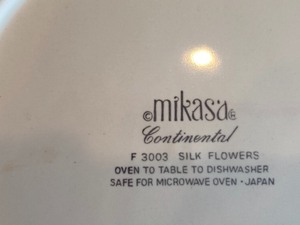 ©mikasa®
Continental
F 3003 SILK FLOWERS
OVEN TO TABLE TO DISHWASHER
SAFE FOR MICROWAVE OVEN · JAPAN